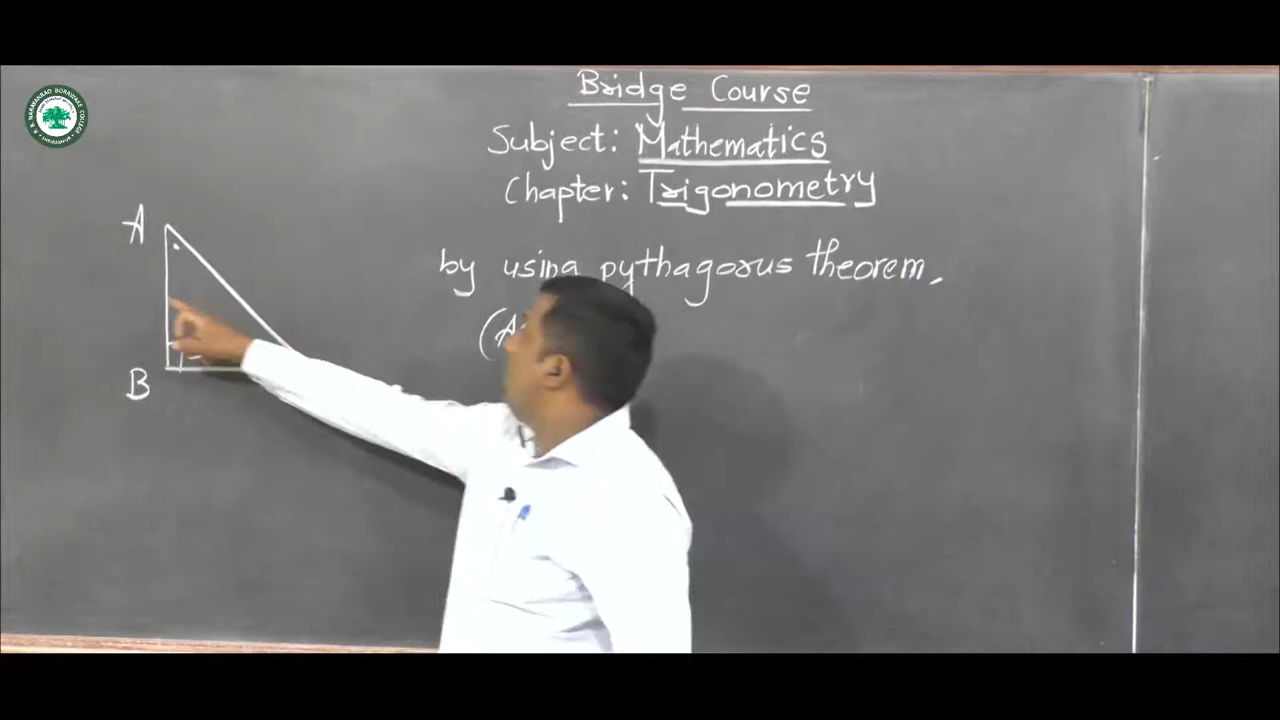 Bridge Course
Subject: Mathematics
Chapter: Trigonometry
A
by using pythagorus theorem.
(A
B